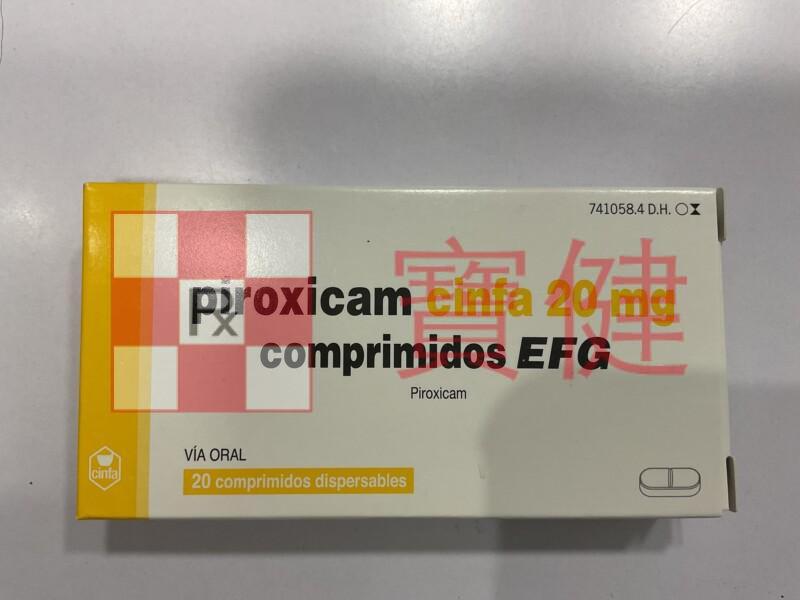 741058.4 D.H.
piroxicam cinfa 20 mg
comprimidos EFG
Piroxicam
VÍA ORAL
20 comprimidos dispersables
cinfa
Rx
寶健